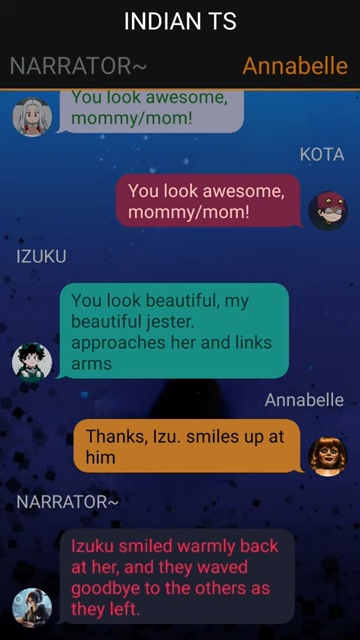 INDIAN TS
NARRATOR~ Annabelle
You look awesome,
mommy/mom!
KOTA
You look awesome,
mommy/mom!
IZUKU
You look beautiful, my
beautiful jester.
approaches her and links
arms
Annabelle
Thanks, Izu. smiles up at
him
NARRATOR~
Izuku smiled warmly back
at her, and they waved
goodbye to the others as
they left.